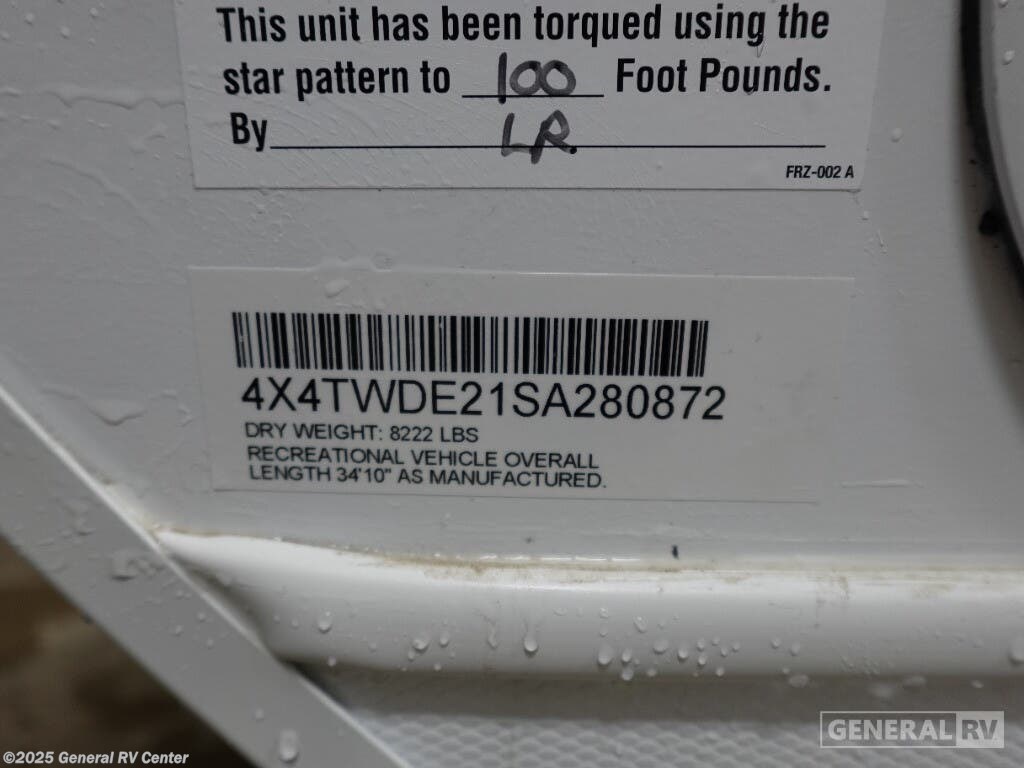 This unit has been torqued using the
star pattern to 100 Foot Pounds.
By LR.
FRZ-002 A
4X4TWDE21SA280872
DRY WEIGHT: 8222 LBS
RECREATIONAL VEHICLE OVERALL
LENGTH 34'10" AS MANUFACTURED.
GENERAL RV
©2025 General RV Center